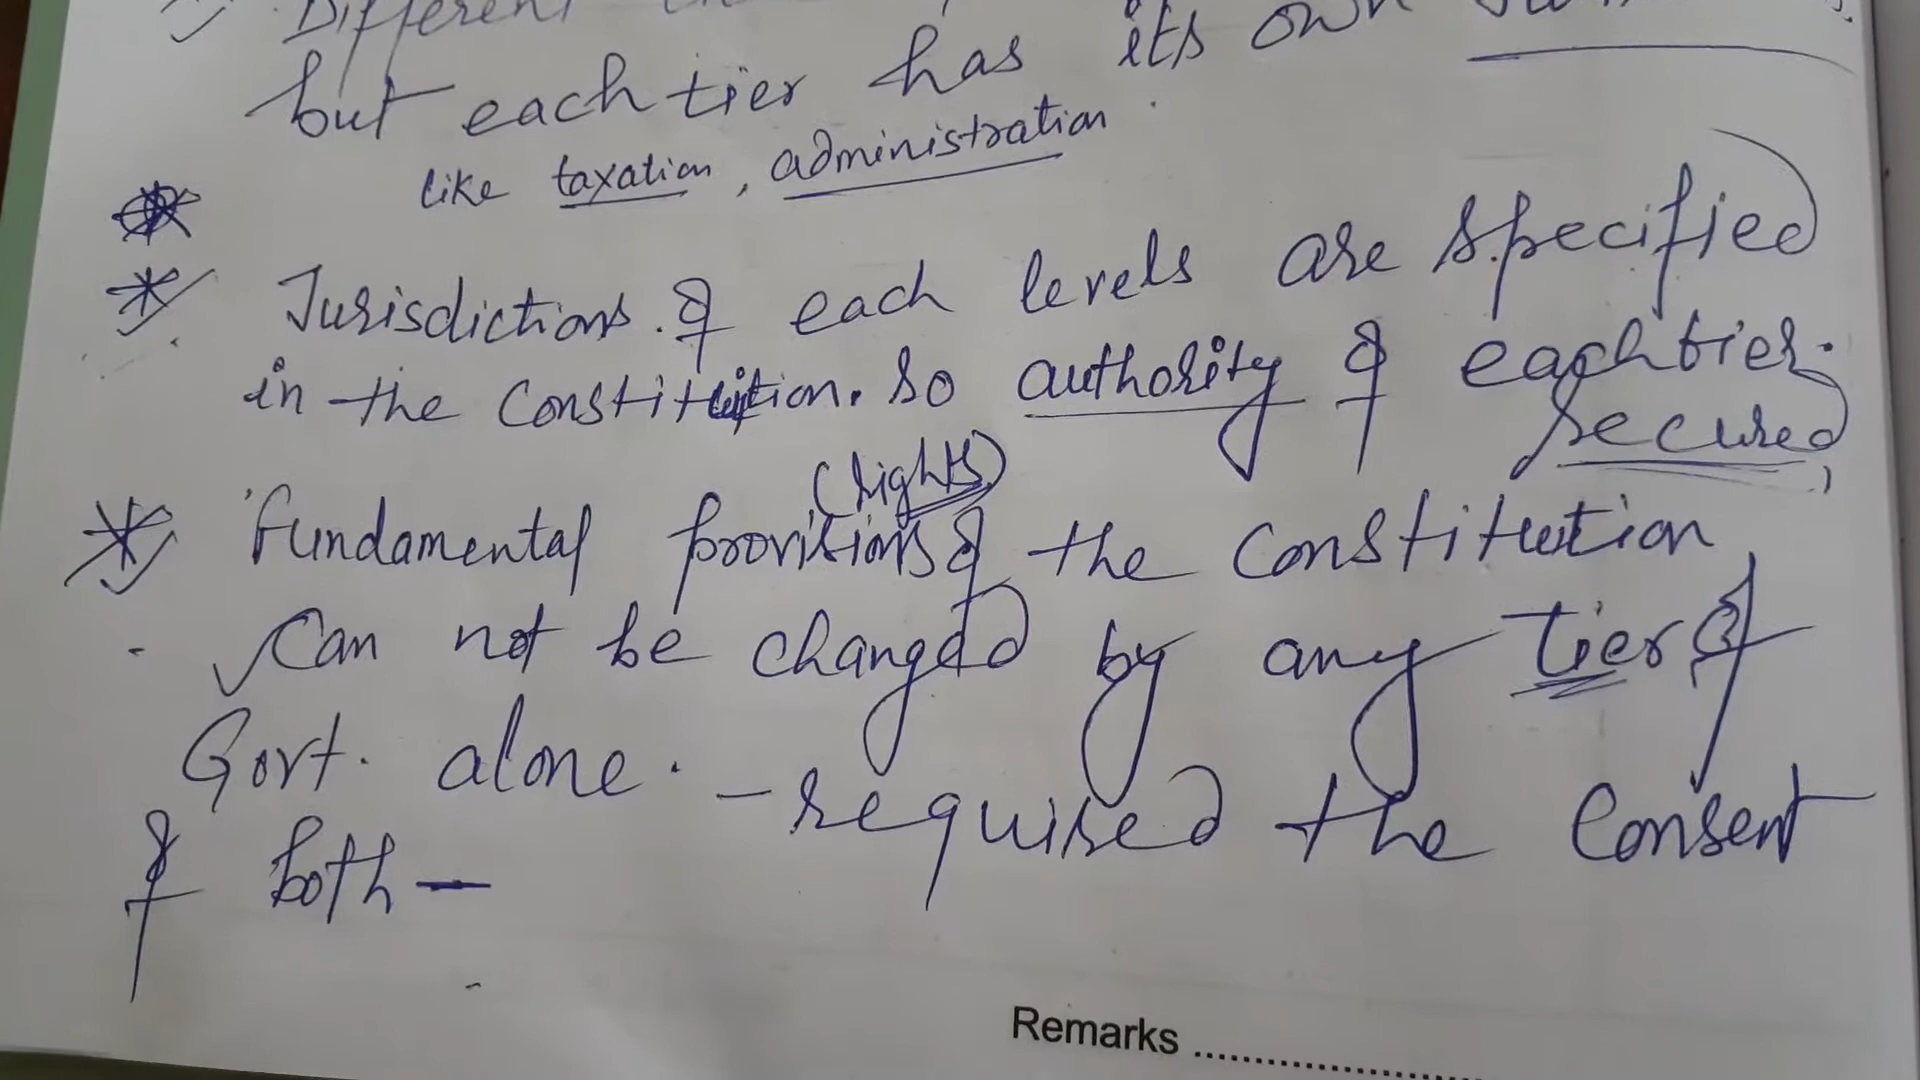 Different
but each tier has its own
like taxation, administration.
* Jurisdictions of each levels are specified
in the Constitution. So authority of each tier.
secured
(rights)
* Fundamental provisions of the Constitution
can not be changed by any tier of
Govt. alone. - required the Consent
of both -
Remarks ....................